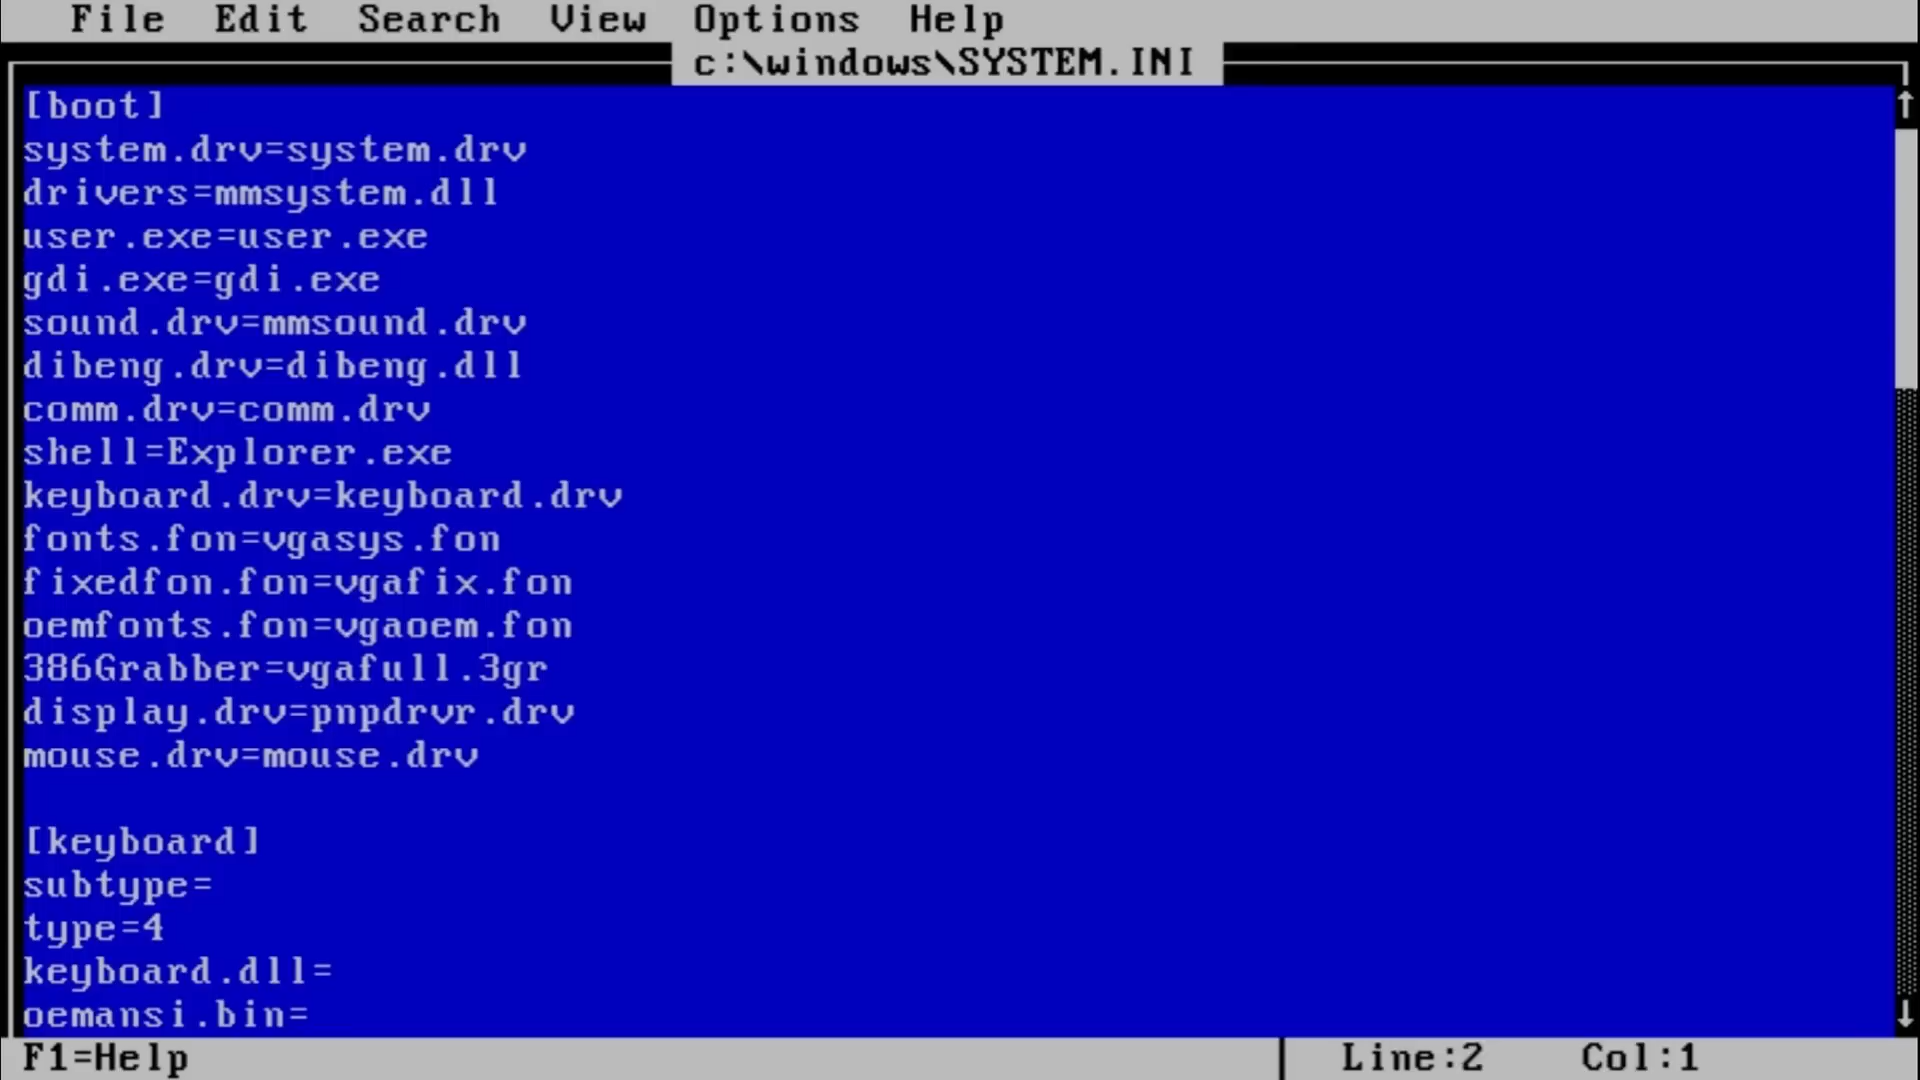 File Edit Search View Options Help
c:\windows\SYSTEM.INI
[boot]
system.drv=system.drv
drivers=mmsystem.dll
user.exe=user.exe
gdi.exe=gdi.exe
sound.drv=mmsound.drv
dibeng.drv=dibeng.dll
comm.drv=comm.drv
shell=Explorer.exe
keyboard.drv=keyboard.drv
fonts.fon=vgasys.fon
fixedfon.fon=vgafix.fon
oemfonts.fon=vgaoem.fon
386Grabber=vgafull.3gr
display.drv=pnpdrvr.drv
mouse.drv=mouse.drv
[keyboard]
subtype=
type=4
keyboard.dll=
oemansi.bin=
F1=Help Line:2 Col:1